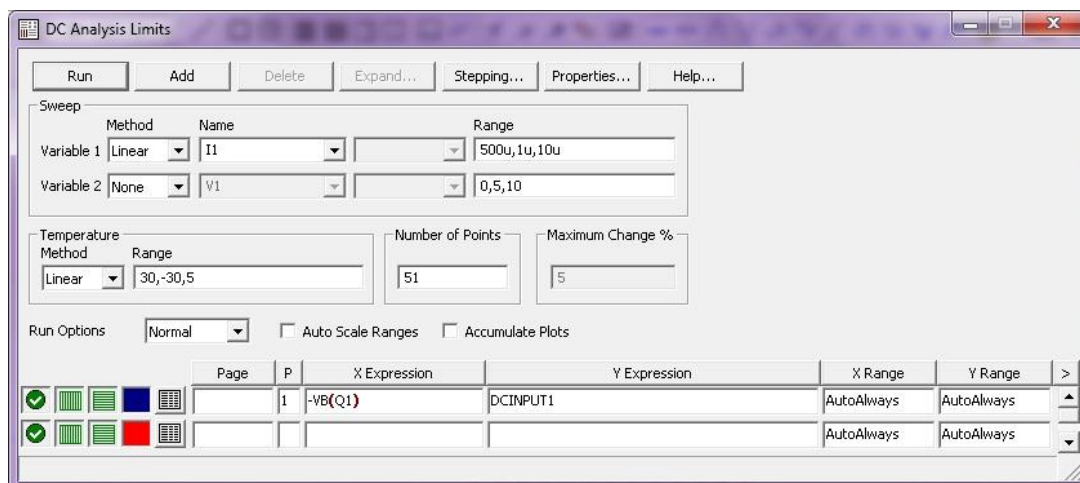 DC Analysis Limits
Run Add Delete Expand... Stepping... Properties... Help...
Sweep
Method Name Range
Variable 1 Linear I1 500u,1u,10u
Variable 2 None V1 0,5,10
Temperature Number of Points Maximum Change %
Method Range
Linear 30,-30,5 51 5
Run Options Normal Auto Scale Ranges Accumulate Plots
Page P X Expression Y Expression X Range Y Range >
1 -VB(Q1) DCINPUT1 AutoAlways AutoAlways
AutoAlways AutoAlways